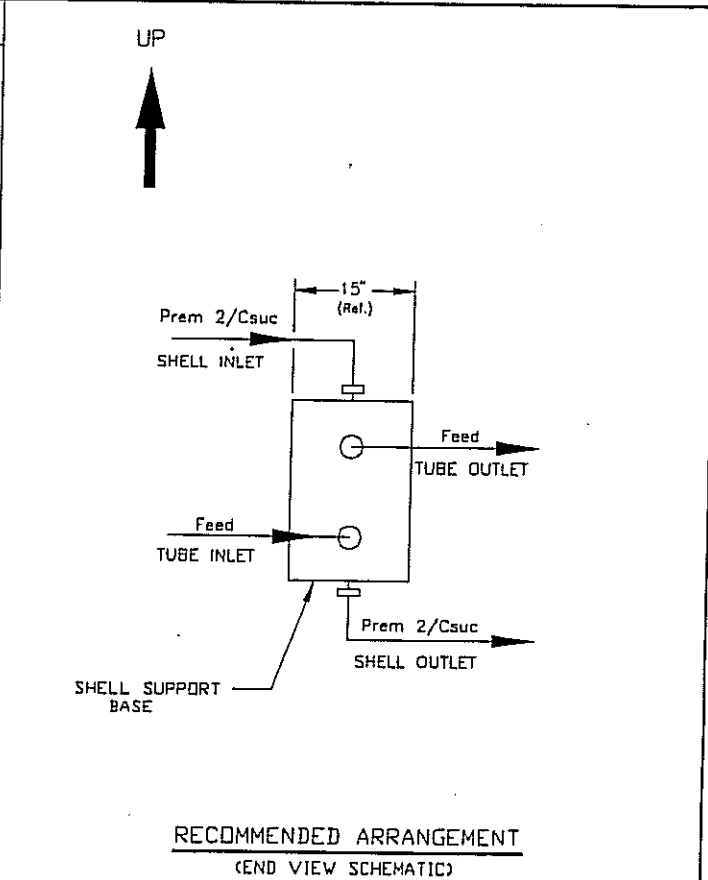 UP
15"
(Ref.)
Prem 2/Csuc
SHELL INLET
Feed
TUBE OUTLET
Feed
TUBE INLET
Prem 2/Csuc
SHELL OUTLET
SHELL SUPPORT
BASE
RECOMMENDED ARRANGEMENT
(END VIEW SCHEMATIC)